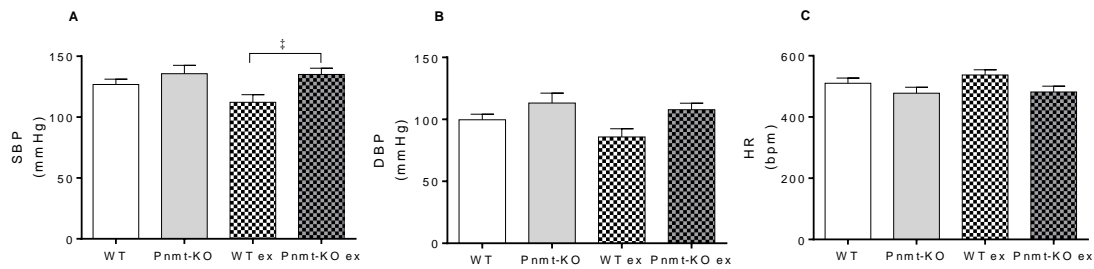 A
B
C
‡
150
100
50
0
SBP
(mmHg)
WT
Pnmt-KO
WT ex
Pnmt-KO ex
150
100
50
0
DBP
(mmHg)
WT
Pnmt-KO
WT ex
Pnmt-KO ex
600
400
200
0
HR
(bpm)
WT
Pnmt-KO
WT ex
Pnmt-KO ex